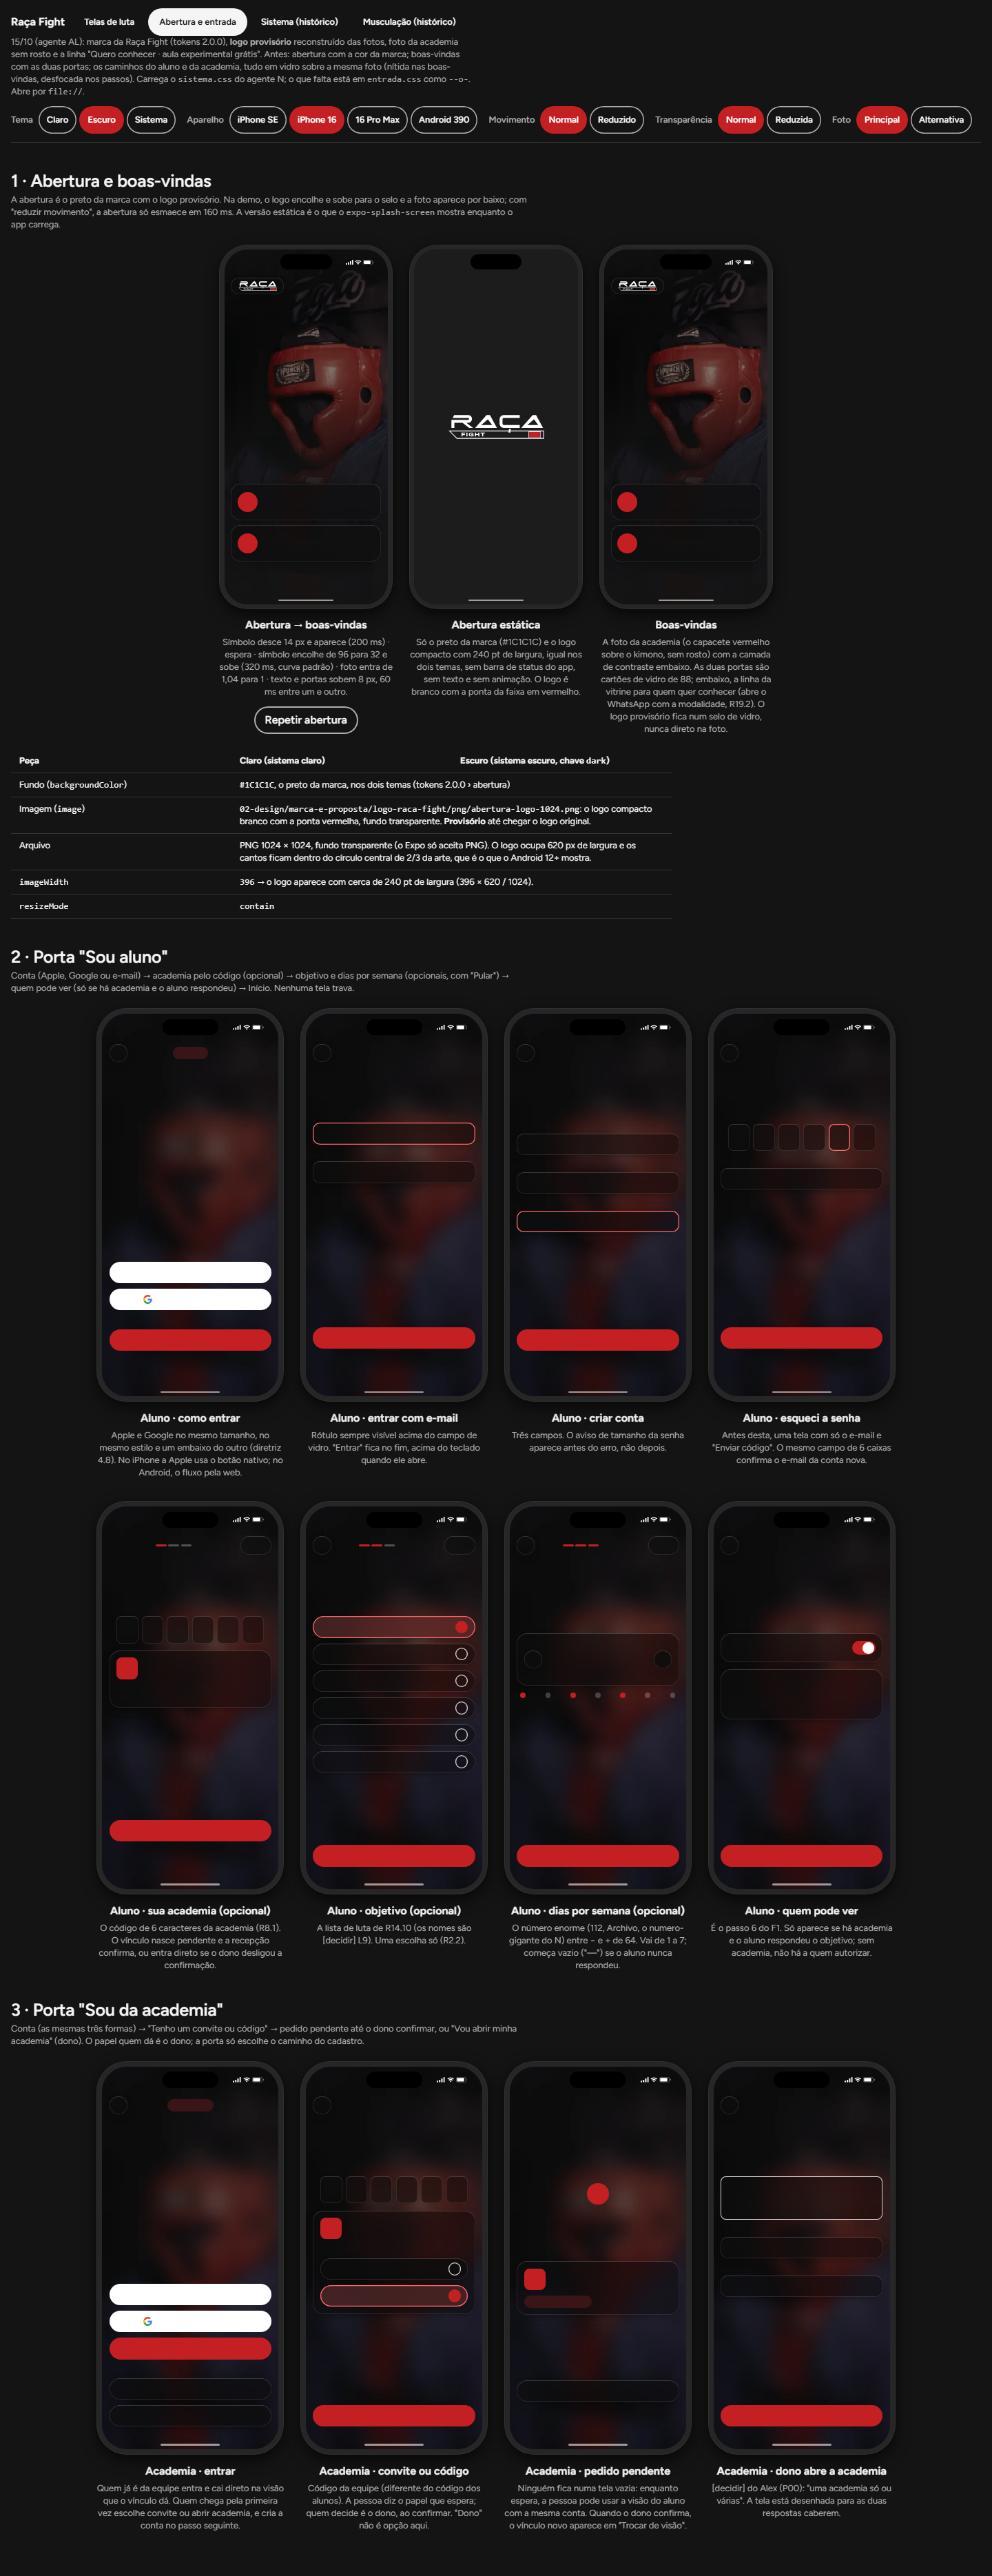 Raça Fight Telas de luta Abertura e entrada Sistema (histórico) Musculação (histórico)
15/10 (agente AL): marca da Raça Fight (tokens 2.0.0), logo provisório reconstruído das fotos, foto da academia
sem rosto e a linha "Quero conhecer · aula experimental grátis". Antes: abertura com a cor da marca; boas-vindas
com as duas portas; os caminhos do aluno e da academia, tudo em vidro sobre a mesma foto (nítida nas boas-
vindas, desfocada nos passos). Carrega o sistema.css do agente N; o que falta está em entrada.css como --o-.
Abre por file://.
Tema Claro Escuro Sistema Aparelho iPhone SE iPhone 16 16 Pro Max Android 390 Movimento Normal Reduzido Transparência Normal Reduzida Foto Principal Alternativa
1 · Abertura e boas-vindas
A abertura é o preto da marca com o logo provisório. Na demo, o logo encolhe e sobe para o selo e a foto aparece por baixo; com
"reduzir movimento", a abertura só esmaece em 160 ms. A versão estática é o que o expo-splash-screen mostra enquanto o
app carrega.
RAÇA
FIGHT
RAÇA
FIGHT
RAÇA
FIGHT
Abertura → boas-vindas
Símbolo desce 14 px e aparece (200 ms) ·
espera · símbolo encolhe de 96 para 32 e
sobe (320 ms, curva padrão) · foto entra de
1,04 para 1 · texto e portas sobem 8 px, 60
ms entre um e outro.
Repetir abertura
Abertura estática
Só o preto da marca (#1C1C1C) e o logo
compacto com 240 pt de largura, igual nos
dois temas, sem barra de status do app,
sem texto e sem animação. O logo é
branco com a ponta da faixa em vermelho.
Boas-vindas
A foto da academia (o capacete vermelho
sobre o kimono, sem rosto) com a camada
de contraste embaixo. As duas portas são
cartões de vidro de 88; embaixo, a linha da
vitrine para quem quer conhecer (abre o
WhatsApp com a modalidade, R19.2). O
logo provisório fica num selo de vidro,
nunca direto na foto.
Peça Claro (sistema claro) Escuro (sistema escuro, chave dark)
Fundo (backgroundColor) #1C1C1C, o preto da marca, nos dois temas (tokens 2.0.0 › abertura)
Imagem (image) 02-design/marca-e-proposta/logo-raca-fight/png/abertura-logo-1024.png: o logo compacto
branco com a ponta vermelha, fundo transparente. Provisório até chegar o logo original.
Arquivo PNG 1024 × 1024, fundo transparente (o Expo só aceita PNG). O logo ocupa 620 px de largura e os
cantos ficam dentro do círculo central de 2/3 da arte, que é o que o Android 12+ mostra.
imageWidth 396 → o logo aparece com cerca de 240 pt de largura (396 × 620 / 1024).
resizeMode contain
2 · Porta "Sou aluno"
Conta (Apple, Google ou e-mail) → academia pelo código (opcional) → objetivo e dias por semana (opcionais, com "Pular") →
quem pode ver (só se há academia e o aluno respondeu) → Início. Nenhuma tela trava.
Aluno · como entrar
Apple e Google no mesmo tamanho, no
mesmo estilo e um embaixo do outro (diretriz
4.8). No iPhone a Apple usa o botão nativo; no
Android, o fluxo pela web.
Aluno · entrar com e-mail
Rótulo sempre visível acima do campo de
vidro. "Entrar" fica no fim, acima do teclado
quando ele abre.
Aluno · criar conta
Três campos. O aviso de tamanho da senha
aparece antes do erro, não depois.
Aluno · esqueci a senha
Antes desta, uma tela com só o e-mail e
"Enviar código". O mesmo campo de 6 caixas
confirma o e-mail da conta nova.
Aluno · sua academia (opcional)
O código de 6 caracteres da academia (R8.1).
O vínculo nasce pendente e a recepção
confirma, ou entra direto se o dono desligou a
confirmação.
Aluno · objetivo (opcional)
A lista de luta de R14.10 (os nomes são
[decidir] L9). Uma escolha só (R2.2).
Aluno · dias por semana (opcional)
O número enorme (112, Archivo, o numero-
gigante do N) entre − e + de 64. Vai de 1 a 7;
começa vazio ("—") se o aluno nunca
respondeu.
Aluno · quem pode ver
É o passo 6 do F1. Só aparece se há academia
e o aluno respondeu o objetivo; sem
academia, não há a quem autorizar.
3 · Porta "Sou da academia"
Conta (as mesmas três formas) → "Tenho um convite ou código" → pedido pendente até o dono confirmar, ou "Vou abrir minha
academia" (dono). O papel quem dá é o dono; a porta só escolhe o caminho do cadastro.
Academia · entrar
Quem já é da equipe entra e cai direto na visão
que o vínculo dá. Quem chega pela primeira
vez escolhe convite ou abrir academia, e cria a
conta no passo seguinte.
Academia · convite ou código
Código da equipe (diferente do código dos
alunos). A pessoa diz o papel que espera;
quem decide é o dono, ao confirmar. "Dono"
não é opção aqui.
Academia · pedido pendente
Ninguém fica numa tela vazia: enquanto
espera, a pessoa pode usar a visão do aluno
com a mesma conta. Quando o dono confirma,
o vínculo novo aparece em "Trocar de visão".
Academia · dono abre a academia
[decidir] do Alex (P00): "uma academia só ou
várias". A tela está desenhada para as duas
respostas caberem.